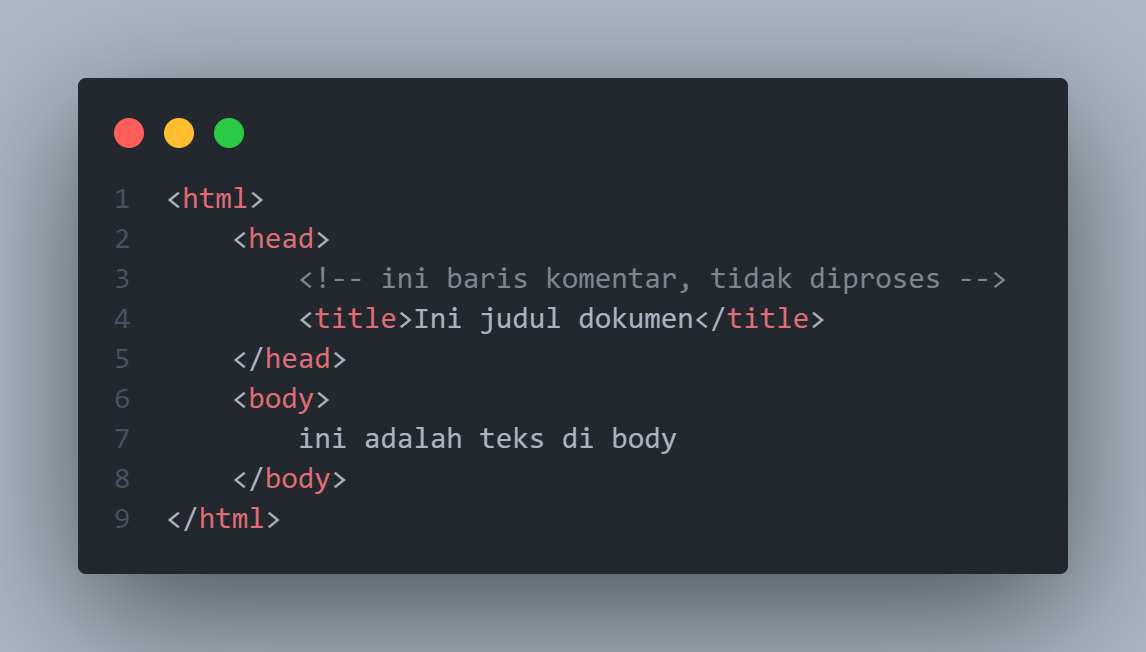 1 <html>
2 <head>
3 <!-- ini baris komentar, tidak diproses -->
4 <title>Ini judul dokumen</title>
5 </head>
6 <body>
7 ini adalah teks di body
8 </body>
9 </html>